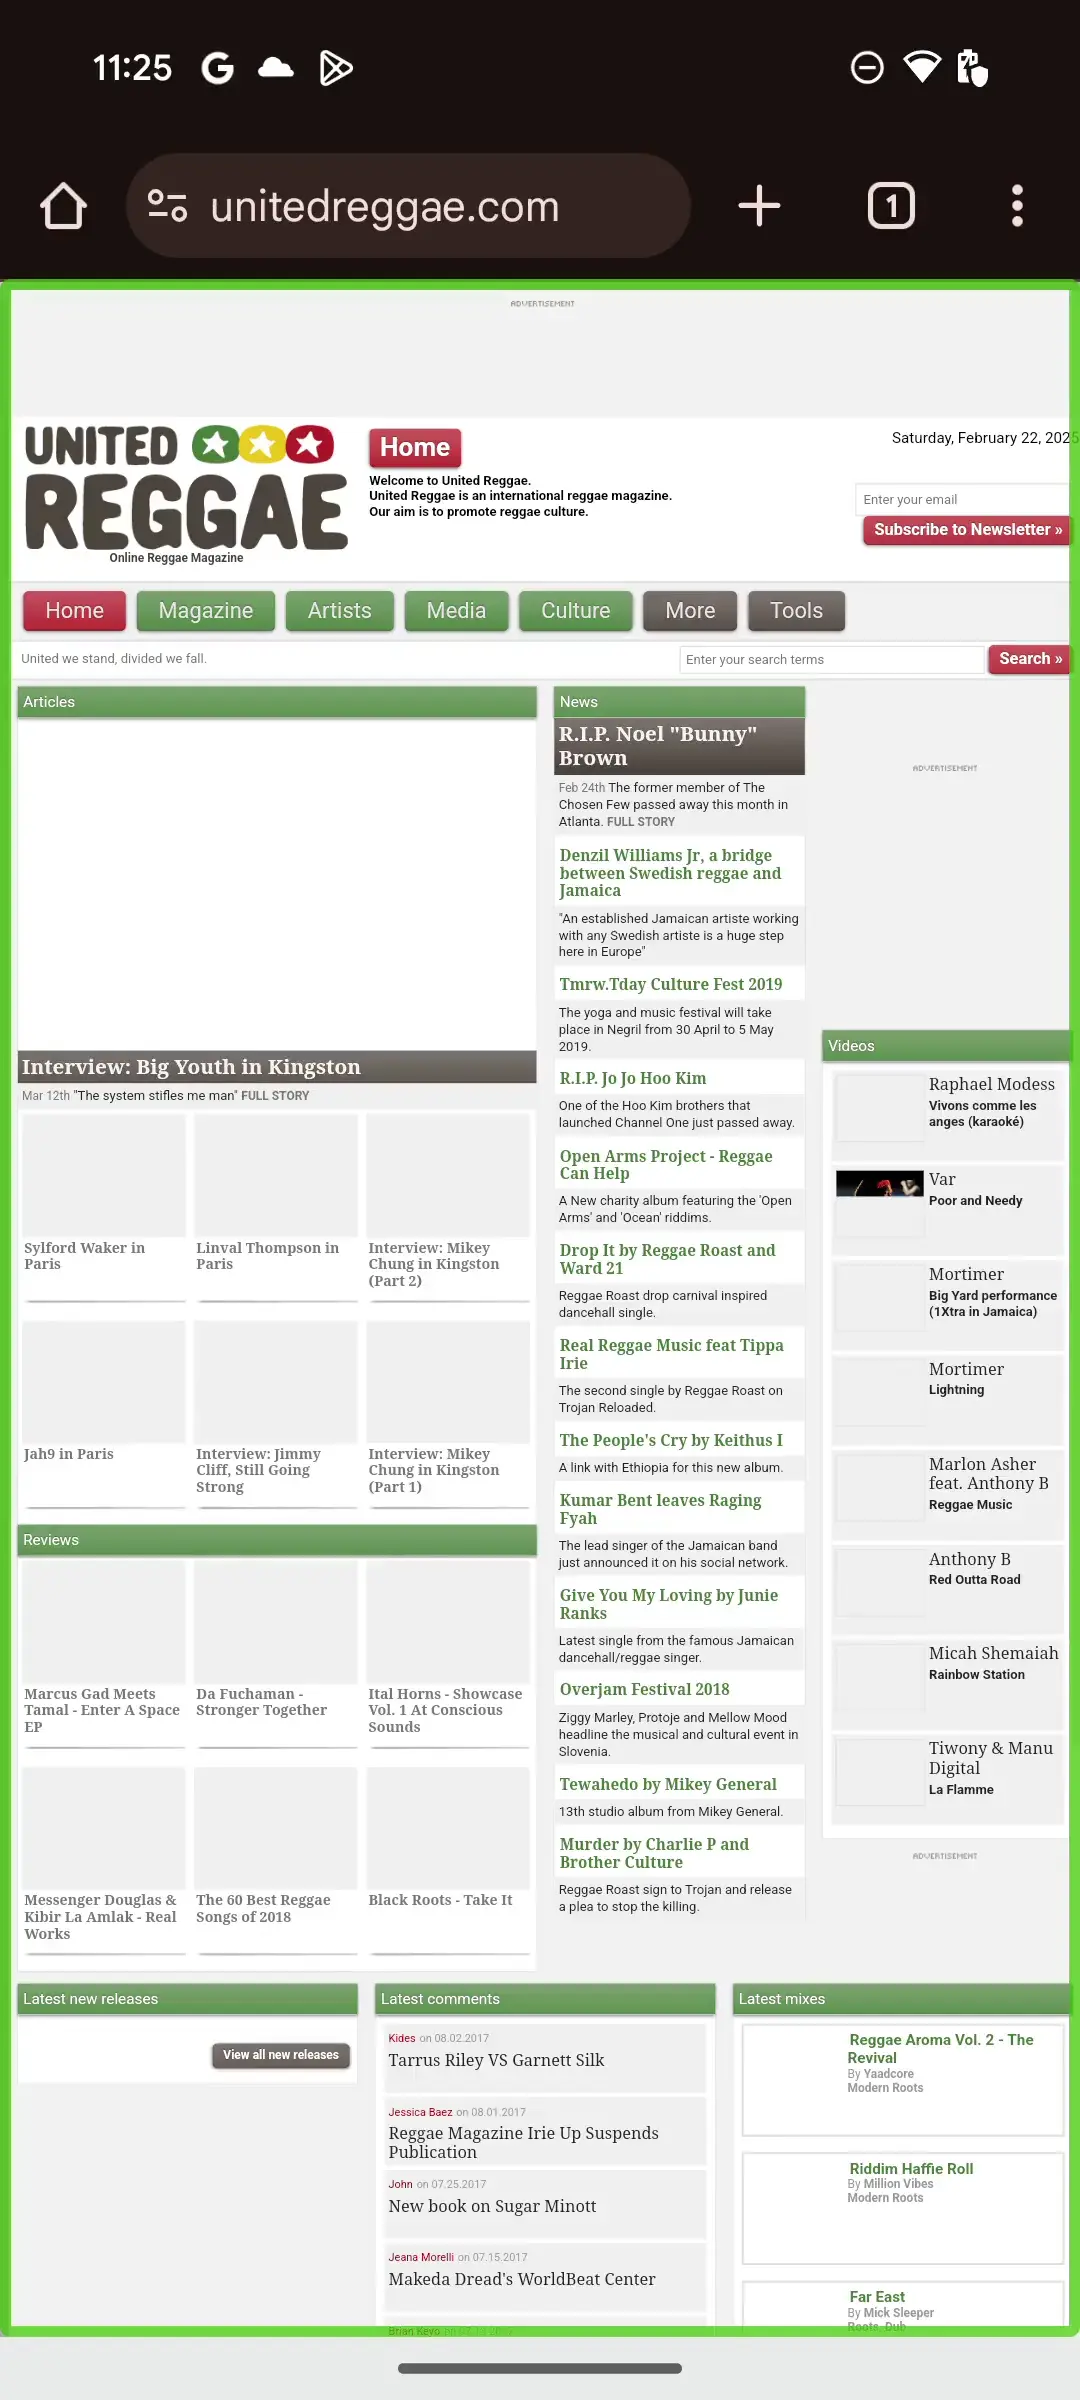 11:25
unitedreggae.com
1
ADVERTISEMENT
UNITED
REGGAE
Online Reggae Magazine
Home
Welcome to United Reggae.
United Reggae is an international reggae magazine.
Our aim is to promote reggae culture.
Saturday, February 22, 2025
Enter your email
Subscribe to Newsletter »
Home
Magazine
Artists
Media
Culture
More
Tools
United we stand, divided we fall.
Enter your search terms
Search »
Articles
Interview: Big Youth in Kingston
Mar 12th "The system stifles me man" FULL STORY
Sylford Waker in
Paris
Linval Thompson in
Paris
Interview: Mikey
Chung in Kingston
(Part 2)
Jah9 in Paris
Interview: Jimmy
Cliff, Still Going
Strong
Interview: Mikey
Chung in Kingston
(Part 1)
Reviews
Marcus Gad Meets
Tamal - Enter A Space
EP
Da Fuchaman -
Stronger Together
Ital Horns - Showcase
Vol. 1 At Conscious
Sounds
Messenger Douglas &
Kibir La Amlak - Real
Works
The 60 Best Reggae
Songs of 2018
Black Roots - Take It
News
R.I.P. Noel "Bunny"
Brown
Feb 24th The former member of The
Chosen Few passed away this month in
Atlanta. FULL STORY
Denzil Williams Jr, a bridge
between Swedish reggae and
Jamaica
"An established Jamaican artiste working
with any Swedish artiste is a huge step
here in Europe"
Tmrw.Tday Culture Fest 2019
The yoga and music festival will take
place in Negril from 30 April to 5 May
2019.
R.I.P. Jo Jo Hoo Kim
One of the Hoo Kim brothers that
launched Channel One just passed away.
Open Arms Project - Reggae
Can Help
A New charity album featuring the 'Open
Arms' and 'Ocean' riddims.
Drop It by Reggae Roast and
Ward 21
Reggae Roast drop carnival inspired
dancehall single.
Real Reggae Music feat Tippa
Irie
The second single by Reggae Roast on
Trojan Reloaded.
The People's Cry by Keithus I
A link with Ethiopia for this new album.
Kumar Bent leaves Raging
Fyah
The lead singer of the Jamaican band
just announced it on his social network.
Give You My Loving by Junie
Ranks
Latest single from the famous Jamaican
dancehall/reggae singer.
Overjam Festival 2018
Ziggy Marley, Protoje and Mellow Mood
headline the musical and cultural event in
Slovenia.
Tewahedo by Mikey General
13th studio album from Mikey General.
Murder by Charlie P and
Brother Culture
Reggae Roast sign to Trojan and release
a plea to stop the killing.
ADVERTISEMENT
Videos
Raphael Modess
Vivons comme les
anges (karaoké)
Var
Poor and Needy
Mortimer
Big Yard performance
(1Xtra in Jamaica)
Mortimer
Lightning
Marlon Asher
feat. Anthony B
Reggae Music
Anthony B
Red Outta Road
Micah Shemaiah
Rainbow Station
Tiwony & Manu
Digital
La Flamme
ADVERTISEMENT
Latest new releases
View all new releases
Latest comments
Kides on 08.02.2017
Tarrus Riley VS Garnett Silk
Jessica Baez on 08.01.2017
Reggae Magazine Irie Up Suspends
Publication
John on 07.25.2017
New book on Sugar Minott
Jeana Morelli on 07.15.2017
Makeda Dread's WorldBeat Center
Brian Kevo on
Latest mixes
Reggae Aroma Vol. 2 - The
Revival
By Yaadcore
Modern Roots
Riddim Haffie Roll
By Million Vibes
Modern Roots
Far East
By Mick Sleeper
Roots, Dub